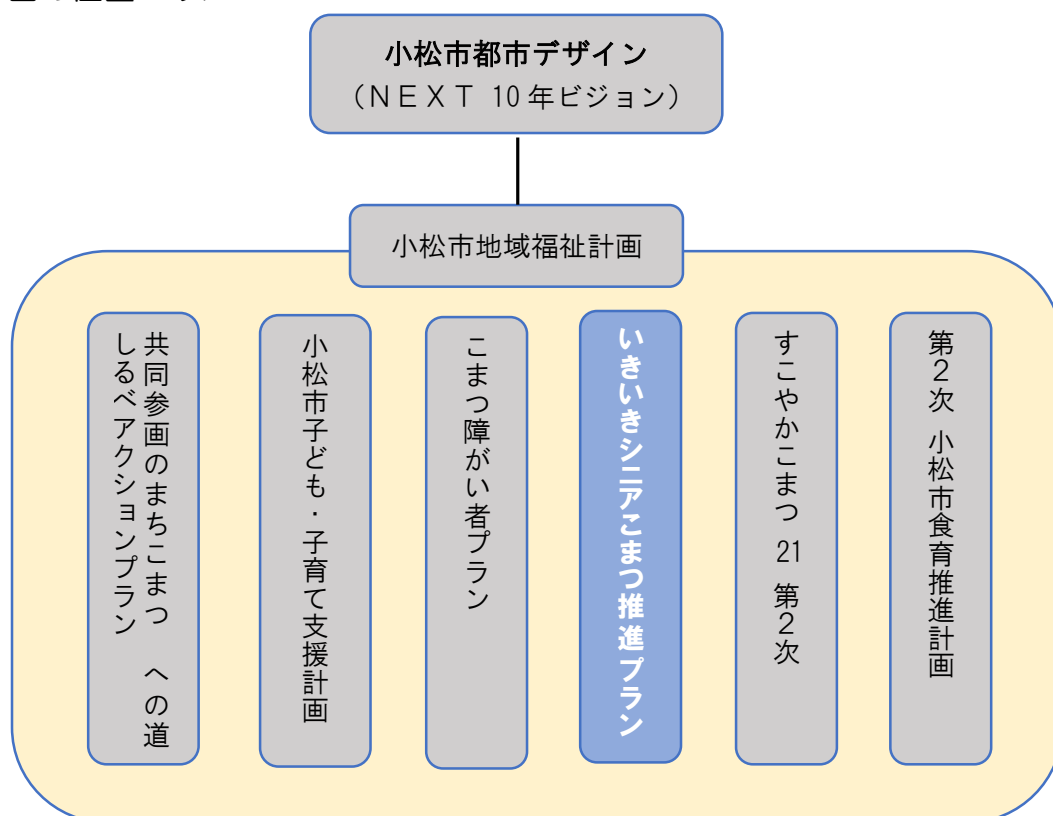 小松市都市デザイン
（ＮＥＸＴ 10年ビジョン）
小松市地域福祉計画
共同参画のまちこまつ への道
しるべアクションプラン
小松市子ども・子育て支援計画
こまつ障がい者プラン
いきいきシニアこまつ推進プラン
すこやかこまつ 21 第２次
第２次 小松市食育推進計画